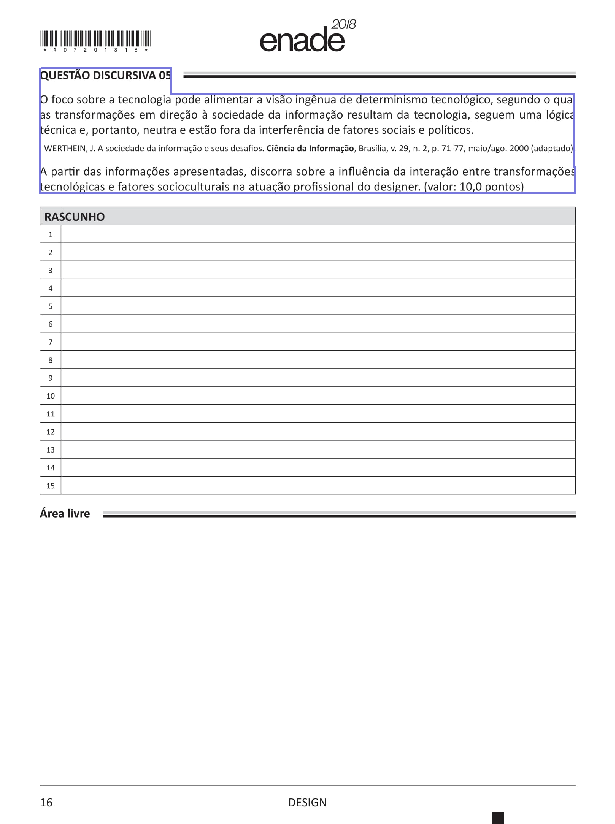 *R07201818*
enade2018
QUESTÃO DISCURSIVA 05
O foco sobre a tecnologia pode alimentar a visão ingênua de determinismo tecnológico, segundo o qual
as transformações em direção à sociedade da informação resultam da tecnologia, seguem uma lógica
técnica e, portanto, neutra e estão fora da interferência de fatores sociais e políticos.
WERTHEIN, J. A sociedade da informação e seus desafios. Ciência da Informação, Brasília, v. 29, n. 2, p. 71-77, maio/ago. 2000 (adaptado).
A partir das informações apresentadas, discorra sobre a influência da interação entre transformações
tecnológicas e fatores socioculturais na atuação profissional do designer. (valor: 10,0 pontos)
RASCUNHO
1
2
3
4
5
6
7
8
9
10
11
12
13
14
15
Área livre
16
DESIGN